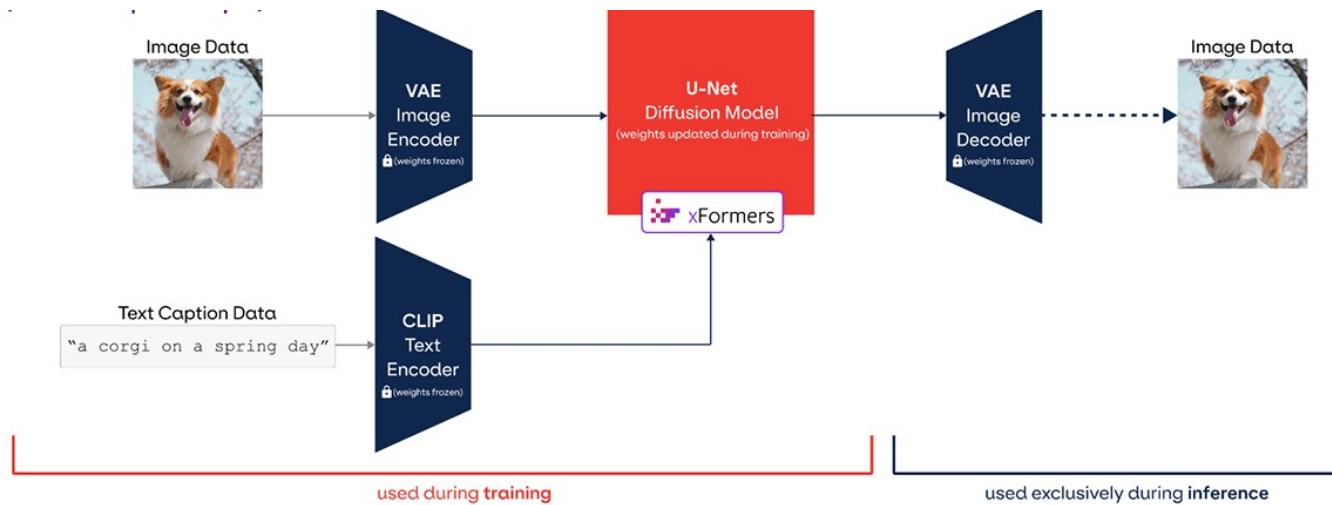 Image Data
VAE
Image
Encoder
(weights frozen)
U-Net
Diffusion Model
(weights updated during training)
xFormers
VAE
Image
Decoder
(weights frozen)
Image Data
Text Caption Data
"a corgi on a spring day"
CLIP
Text
Encoder
(weights frozen)
used during training
used exclusively during inference